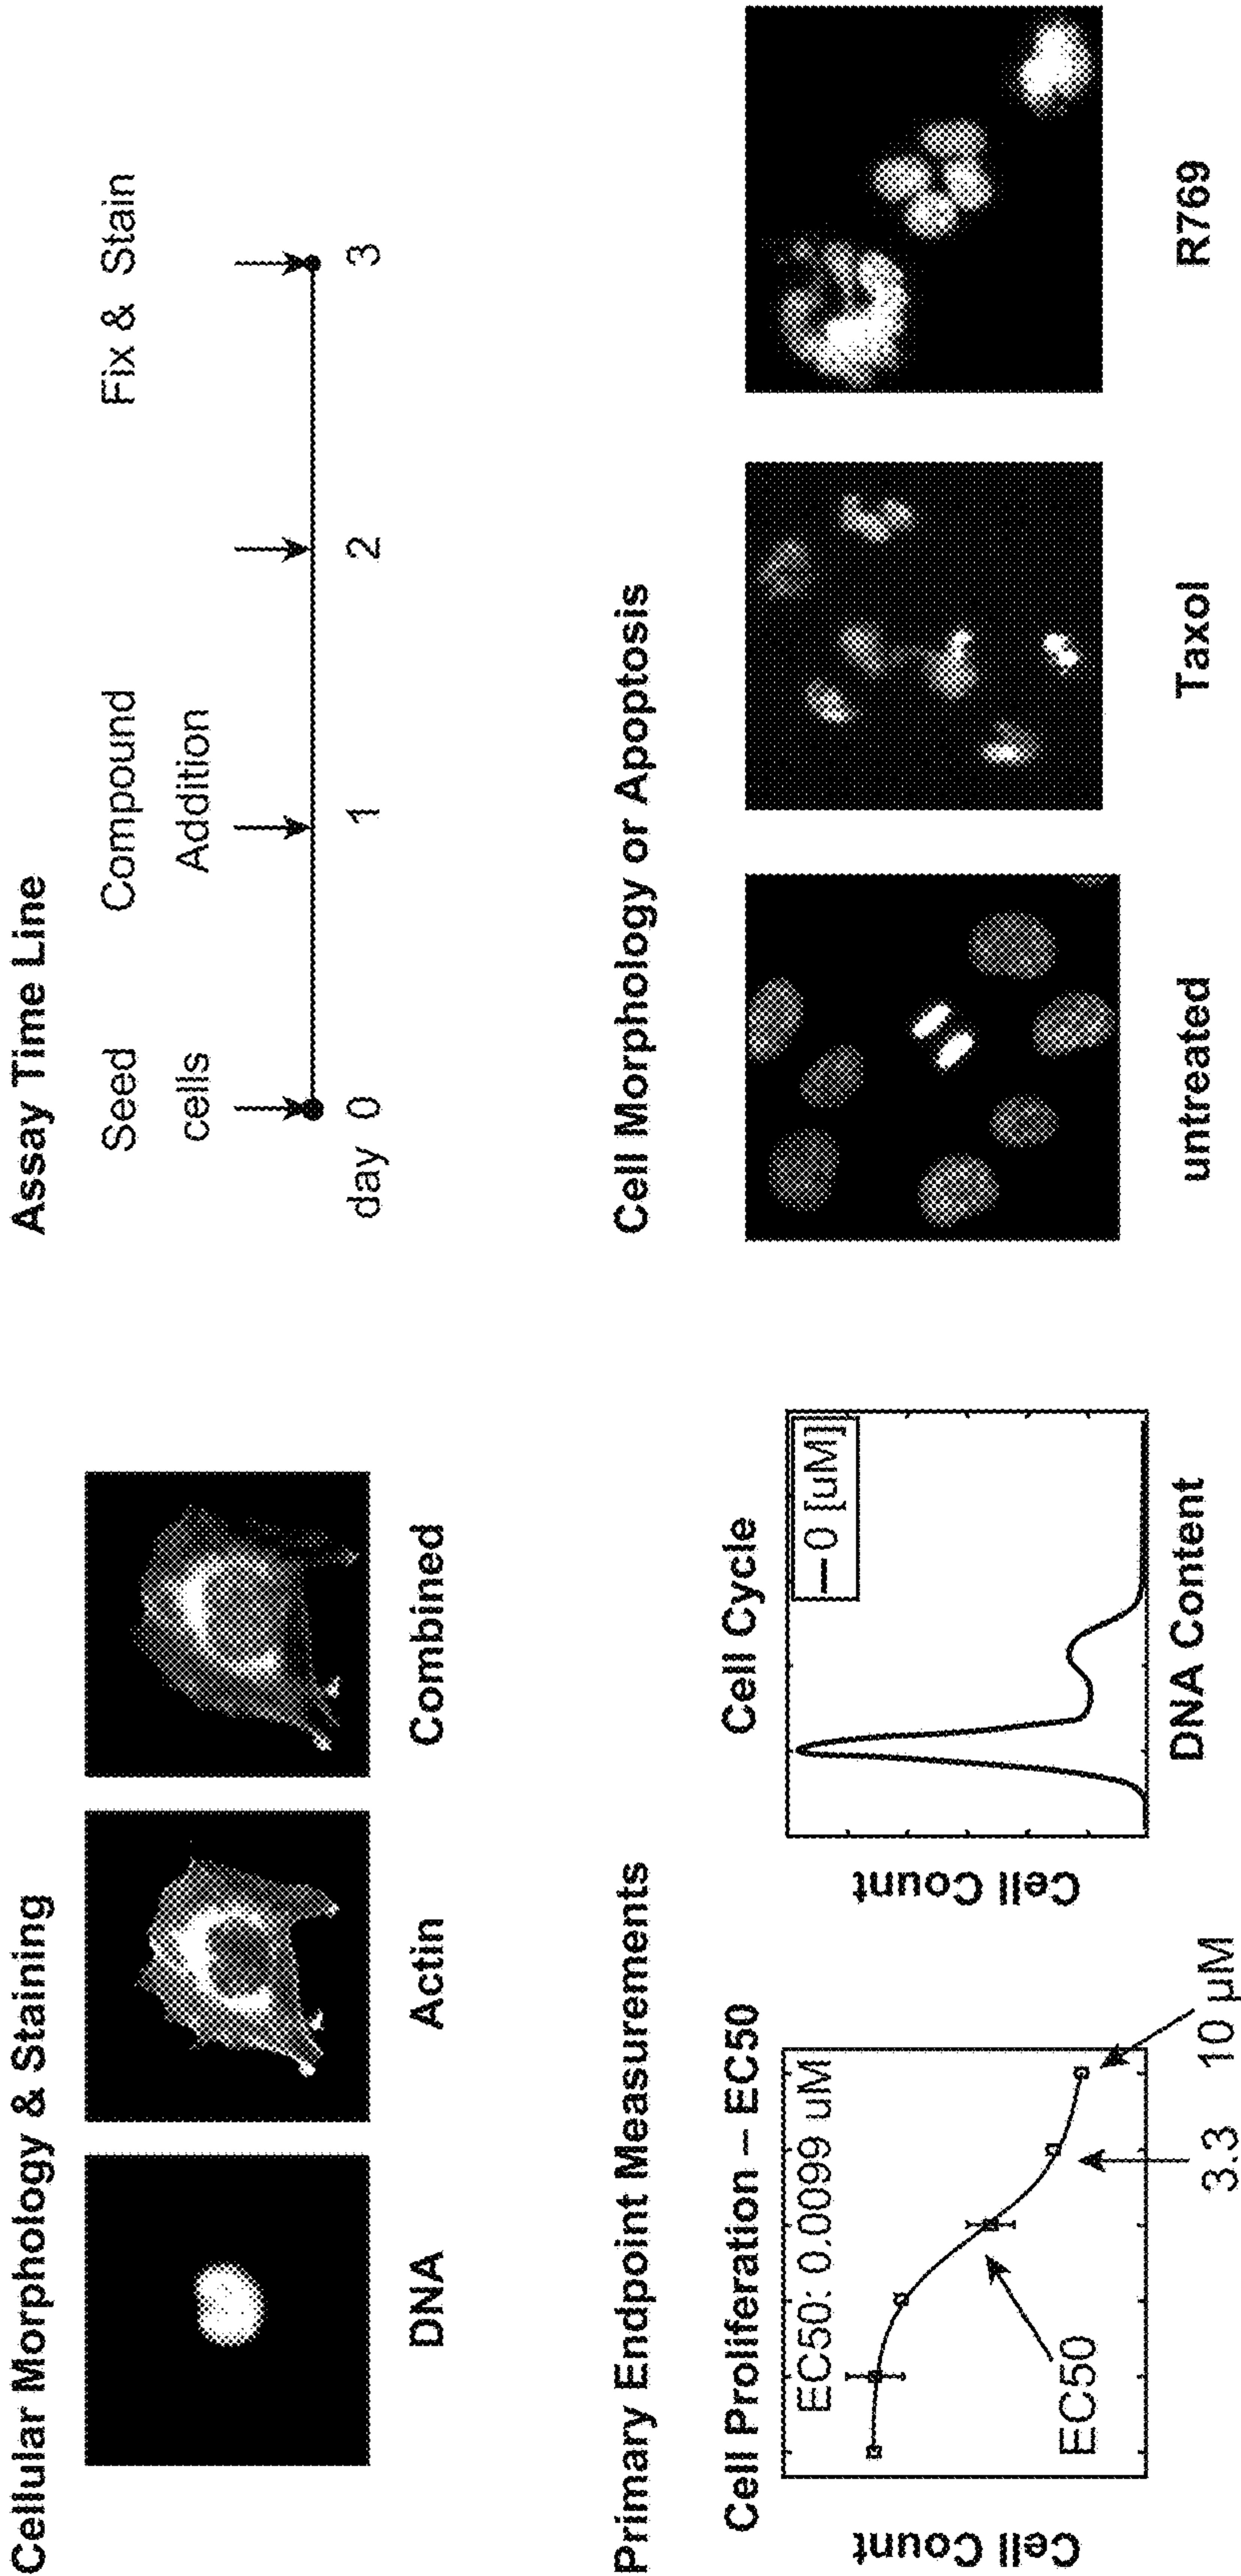 Cellular Morphology & Staining
DNA
Actin
Combined
Assay Time Line
Seed
cells
Compound
Addition
Fix & Stain
day 0 1 2 3
Primary Endpoint Measurements
Cell Proliferation – EC50
EC50: 0.0099 uM
EC50
Cell Count
3.3 10 µM
Cell Cycle
0 [uM]
Cell Count
DNA Content
Cell Morphology or Apoptosis
untreated
Taxol
R769